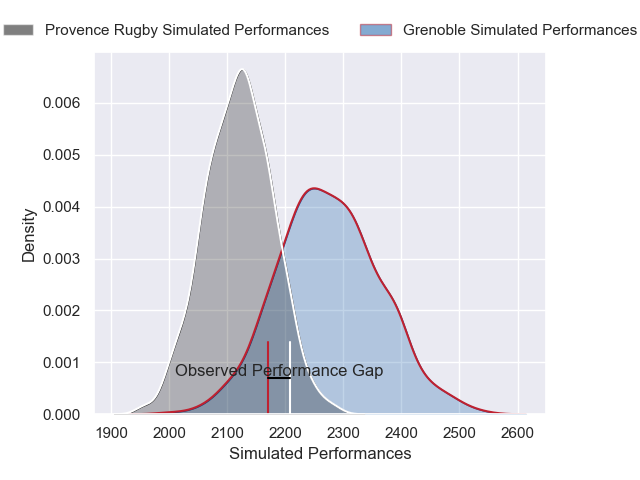 Provence Rugby Simulated Performances
Grenoble Simulated Performances
Density
0.006
0.005
0.004
0.003
0.002
0.001
0.000
Observed Performance Gap
1900 2000 2100 2200 2300 2400 2500 2600
Simulated Performances